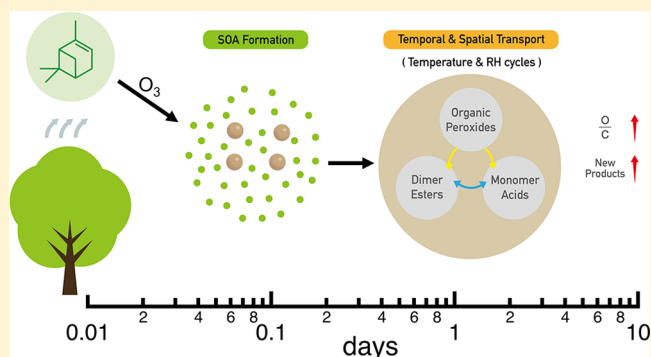 SOA Formation
Temporal & Spatial Transport
( Temperature & RH cycles )
O3
Organic
Peroxides
Dimer
Esters
Monomer
Acids
O
C
New
Products
2 4 6 8 2 4 6 8 2 4 6 8
0.01 0.1 1 10
days